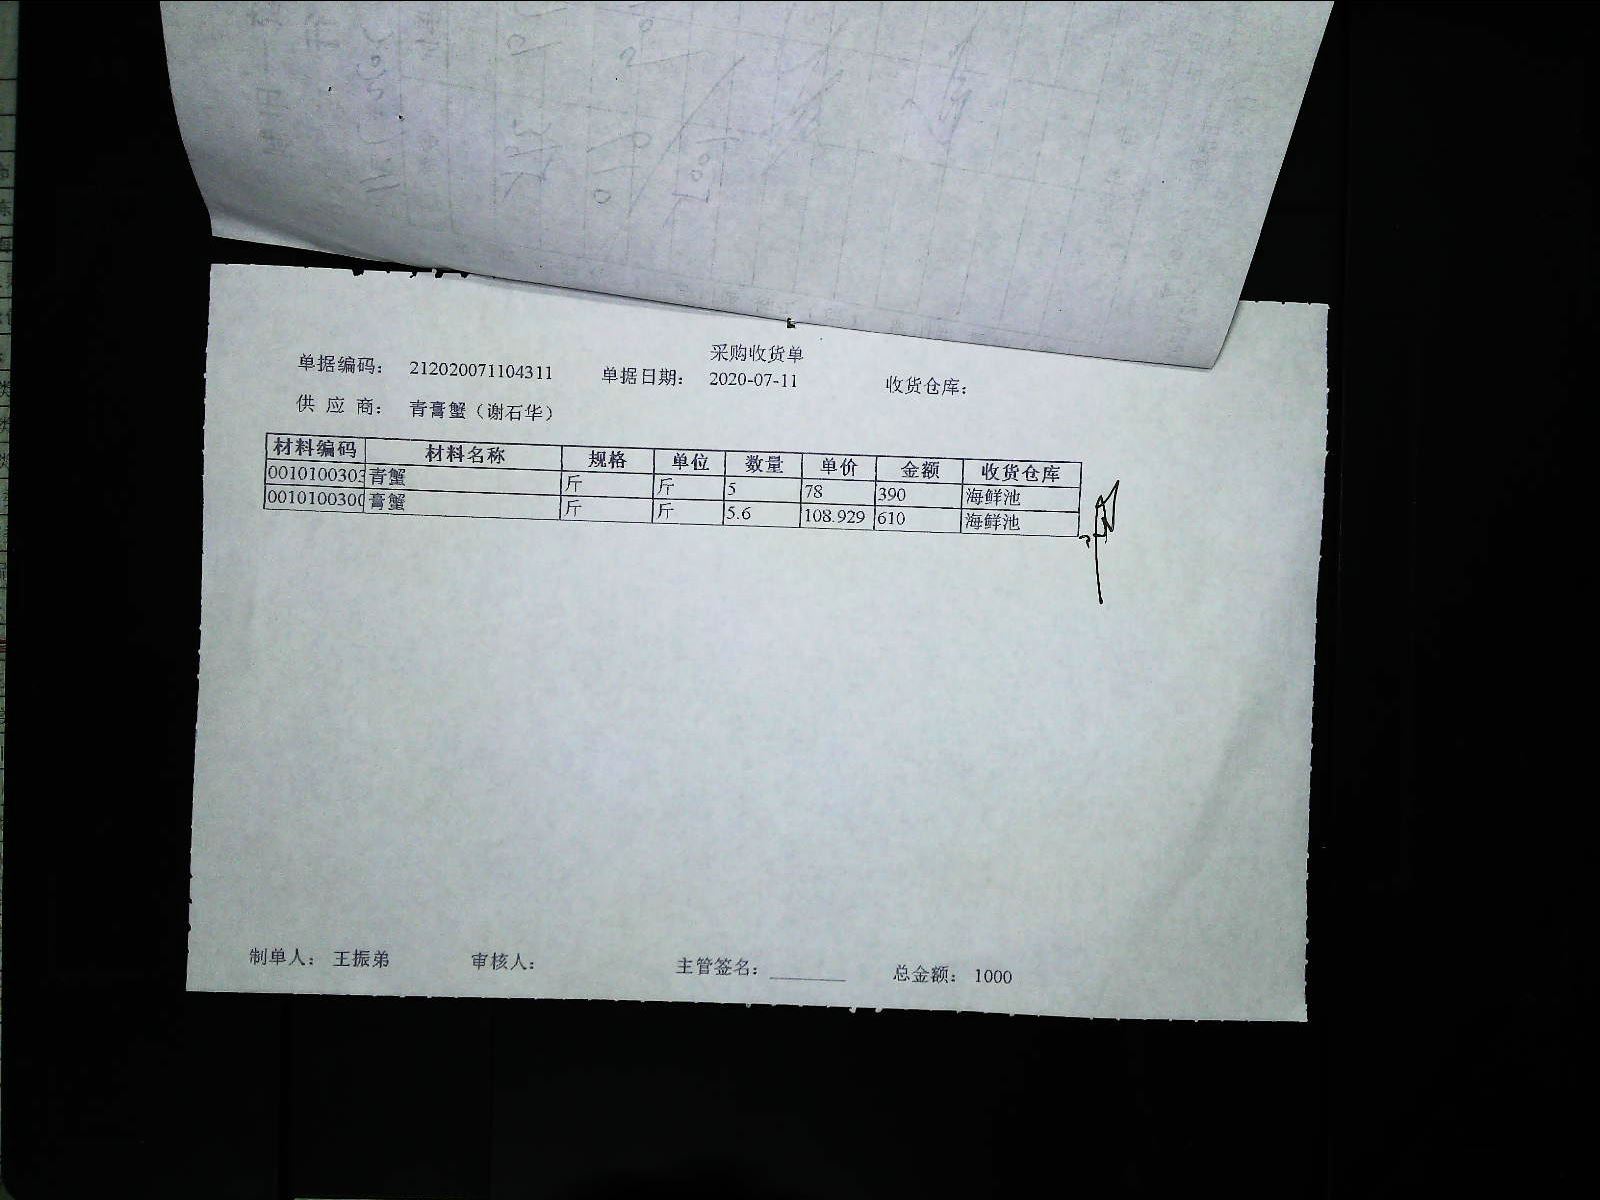 采购收货单
单据编码： 212020071104311 单据日期： 2020-07-11 收货仓库：
供 应 商： 青膏蟹（谢石华）
材料编码 材料名称 规格 单位 数量 单价 金额 收货仓库
0010100303 青蟹 斤 斤 5 78 390 海鲜池
0010100300 膏蟹 斤 斤 5.6 108.929 610 海鲜池
制单人： 王振弟 审核人： 主管签名： 总金额： 1000